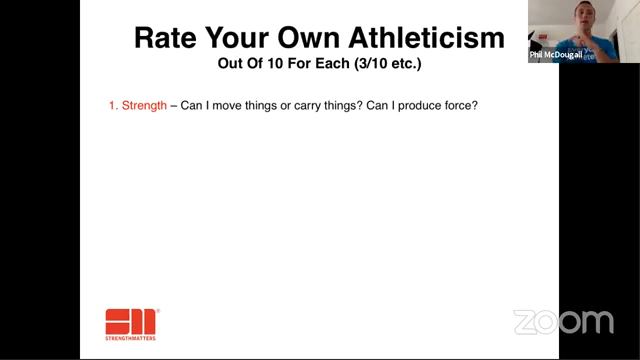 Rate Your Own Athleticism
Out Of 10 For Each (3/10 etc.)
Phil McDougall
1. Strength – Can I move things or carry things? Can I produce force?
STRENGTHMATTERS
zoom